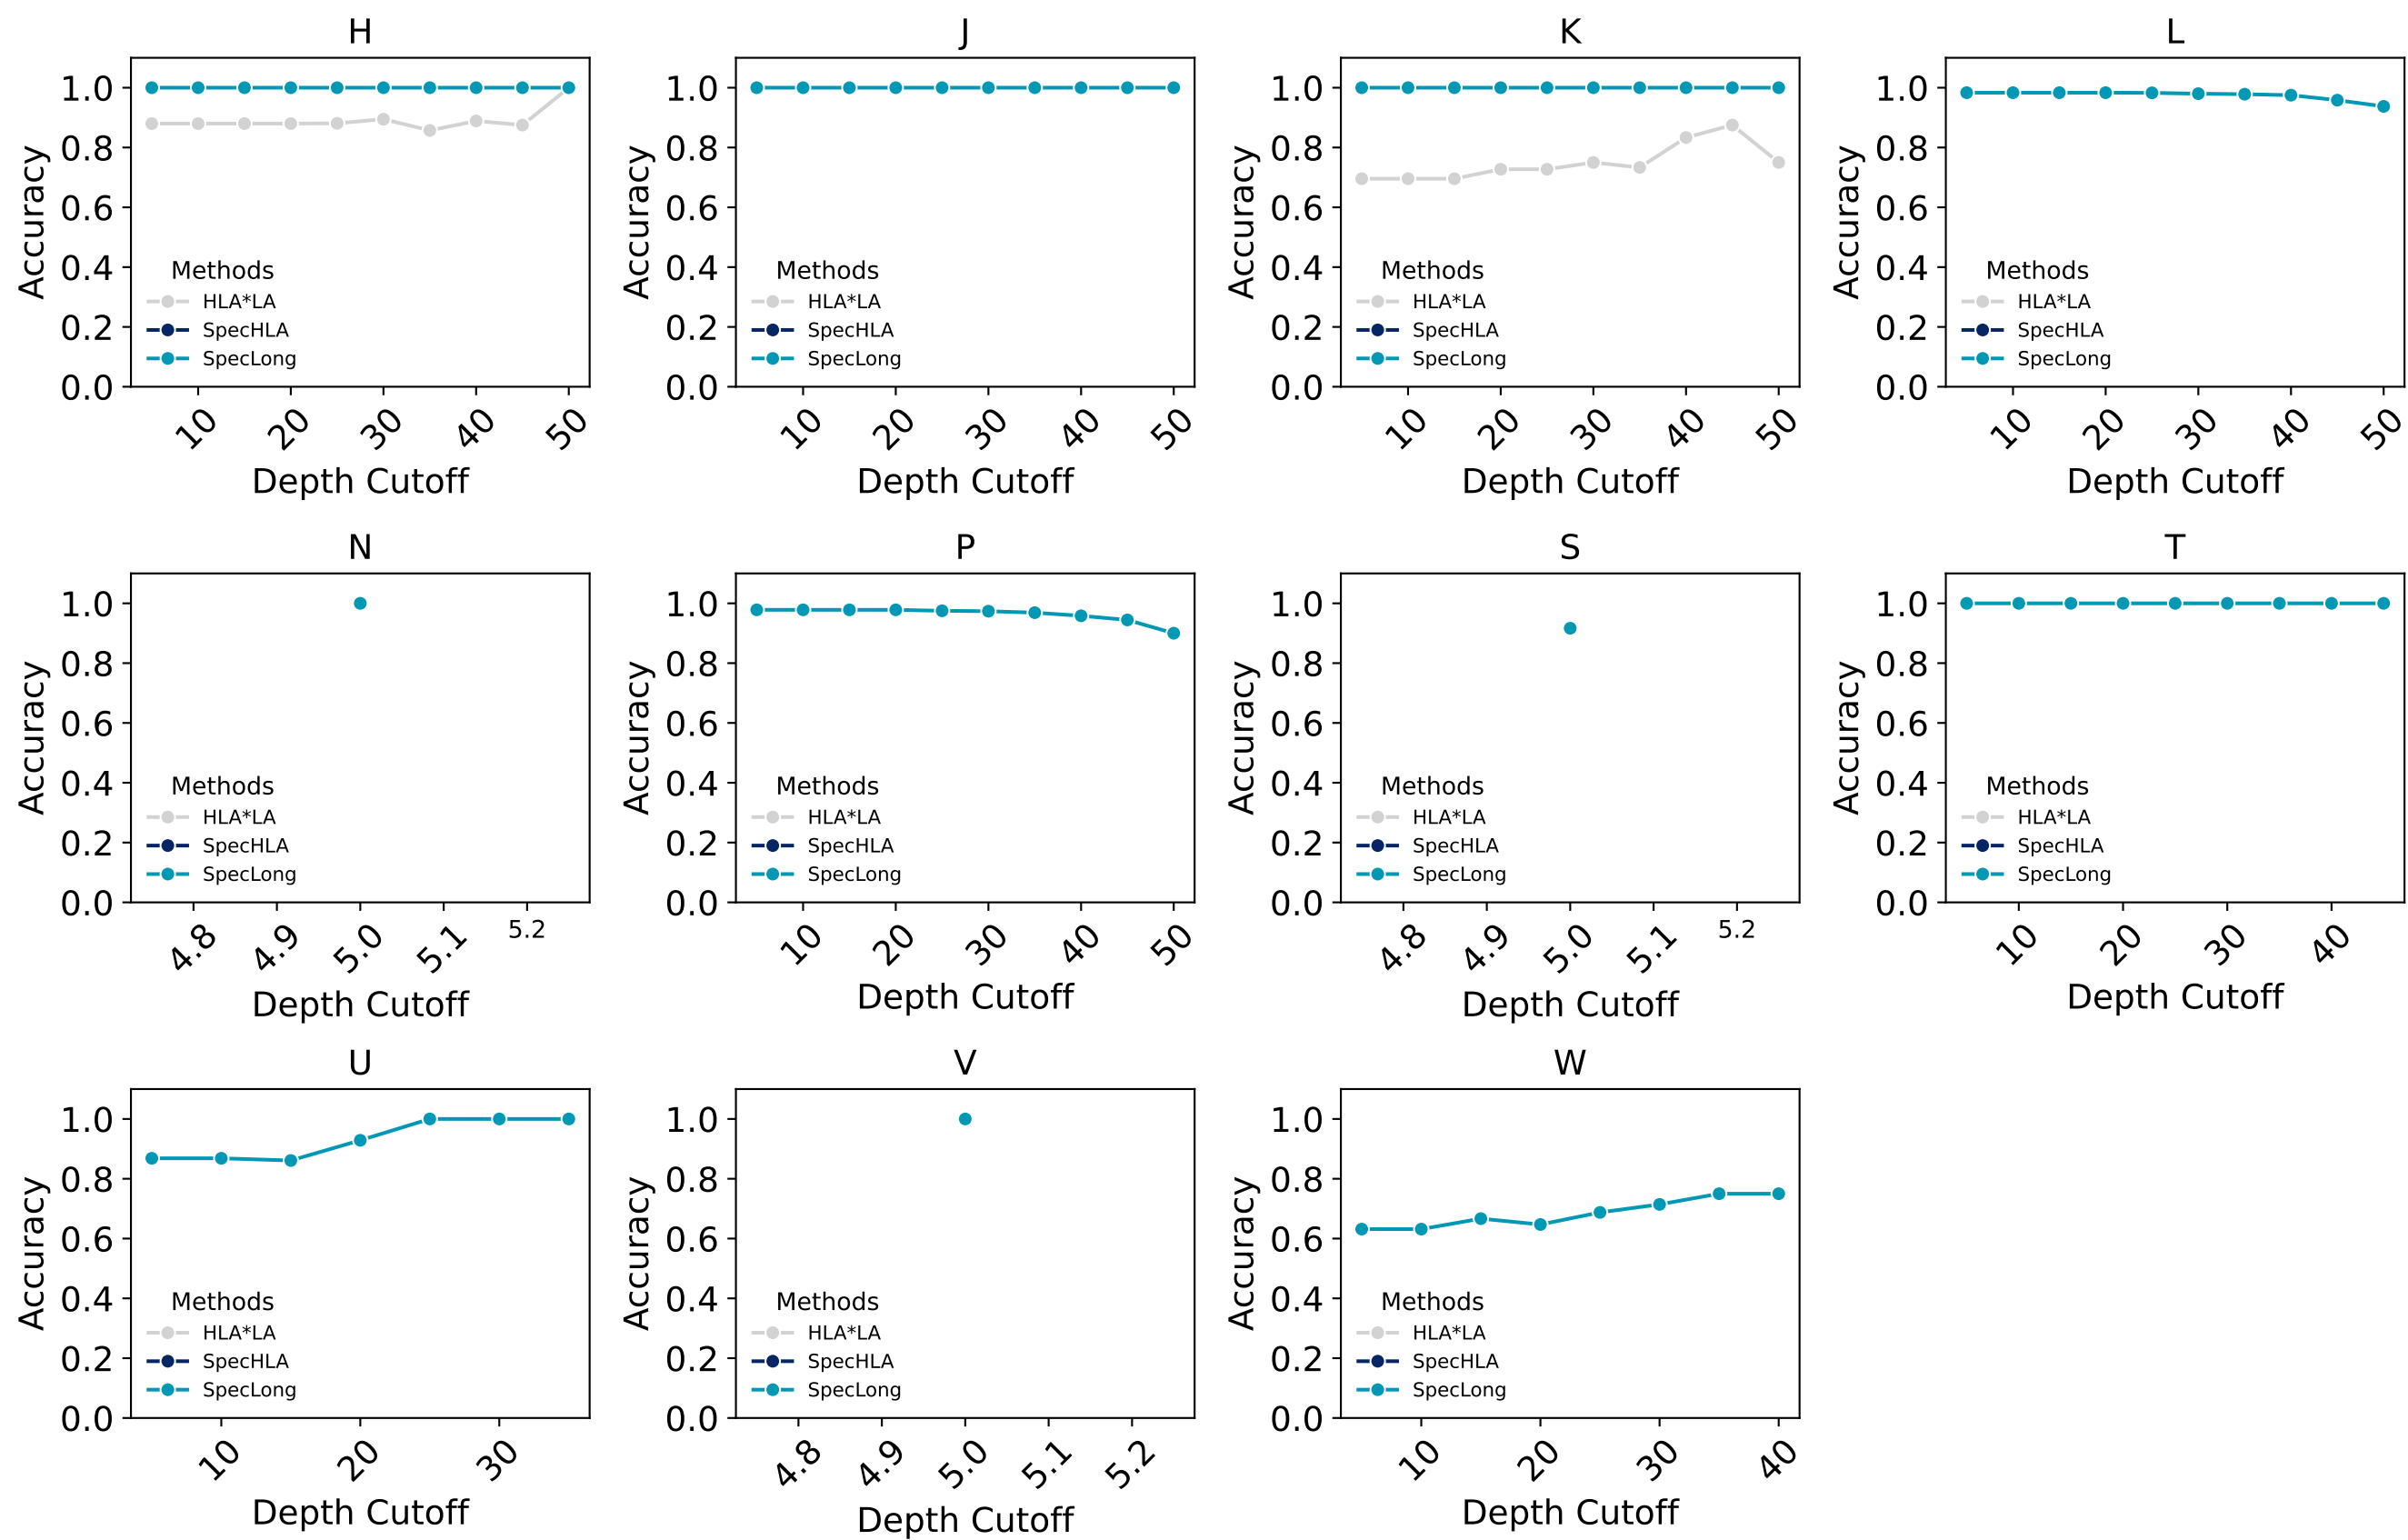 H
1.0
0.8
0.6
0.4
0.2
0.0
Accuracy
Methods
HLA*LA
SpecHLA
SpecLong
10 20 30 40 50
Depth Cutoff
J
1.0
0.8
0.6
0.4
0.2
0.0
Accuracy
Methods
HLA*LA
SpecHLA
SpecLong
10 20 30 40 50
Depth Cutoff
K
1.0
0.8
0.6
0.4
0.2
0.0
Accuracy
Methods
HLA*LA
SpecHLA
SpecLong
10 20 30 40 50
Depth Cutoff
L
1.0
0.8
0.6
0.4
0.2
0.0
Accuracy
Methods
HLA*LA
SpecHLA
SpecLong
10 20 30 40 50
Depth Cutoff
N
1.0
0.8
0.6
0.4
0.2
0.0
Accuracy
Methods
HLA*LA
SpecHLA
SpecLong
4.8 4.9 5.0 5.1 5.2
Depth Cutoff
P
1.0
0.8
0.6
0.4
0.2
0.0
Accuracy
Methods
HLA*LA
SpecHLA
SpecLong
10 20 30 40 50
Depth Cutoff
S
1.0
0.8
0.6
0.4
0.2
0.0
Accuracy
Methods
HLA*LA
SpecHLA
SpecLong
4.8 4.9 5.0 5.1 5.2
Depth Cutoff
T
1.0
0.8
0.6
0.4
0.2
0.0
Accuracy
Methods
HLA*LA
SpecHLA
SpecLong
10 20 30 40
Depth Cutoff
U
1.0
0.8
0.6
0.4
0.2
0.0
Accuracy
Methods
HLA*LA
SpecHLA
SpecLong
10 20 30
Depth Cutoff
V
1.0
0.8
0.6
0.4
0.2
0.0
Accuracy
Methods
HLA*LA
SpecHLA
SpecLong
4.8 4.9 5.0 5.1 5.2
Depth Cutoff
W
1.0
0.8
0.6
0.4
0.2
0.0
Accuracy
Methods
HLA*LA
SpecHLA
SpecLong
10 20 30 40
Depth Cutoff